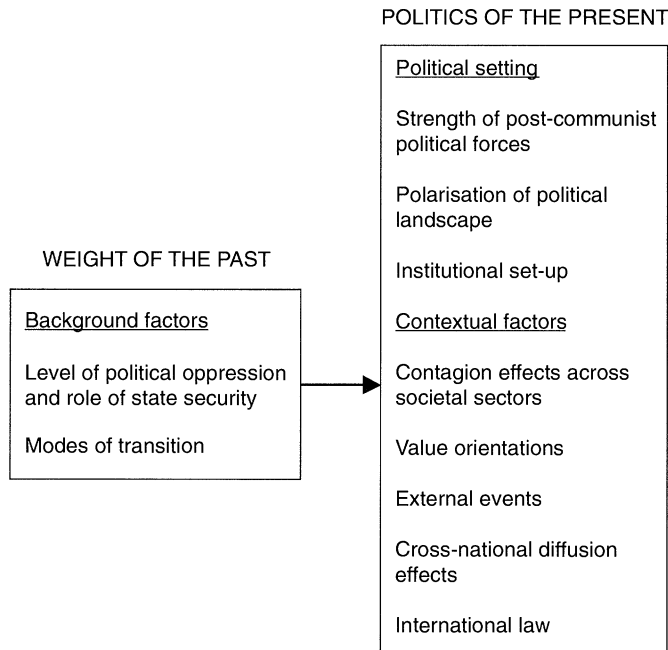 WEIGHT OF THE PAST
Background factors
Level of political oppression
and role of state security
Modes of transition
POLITICS OF THE PRESENT
Political setting
Strength of post-communist
political forces
Polarisation of political
landscape
Institutional set-up
Contextual factors
Contagion effects across
societal sectors
Value orientations
External events
Cross-national diffusion
effects
International law